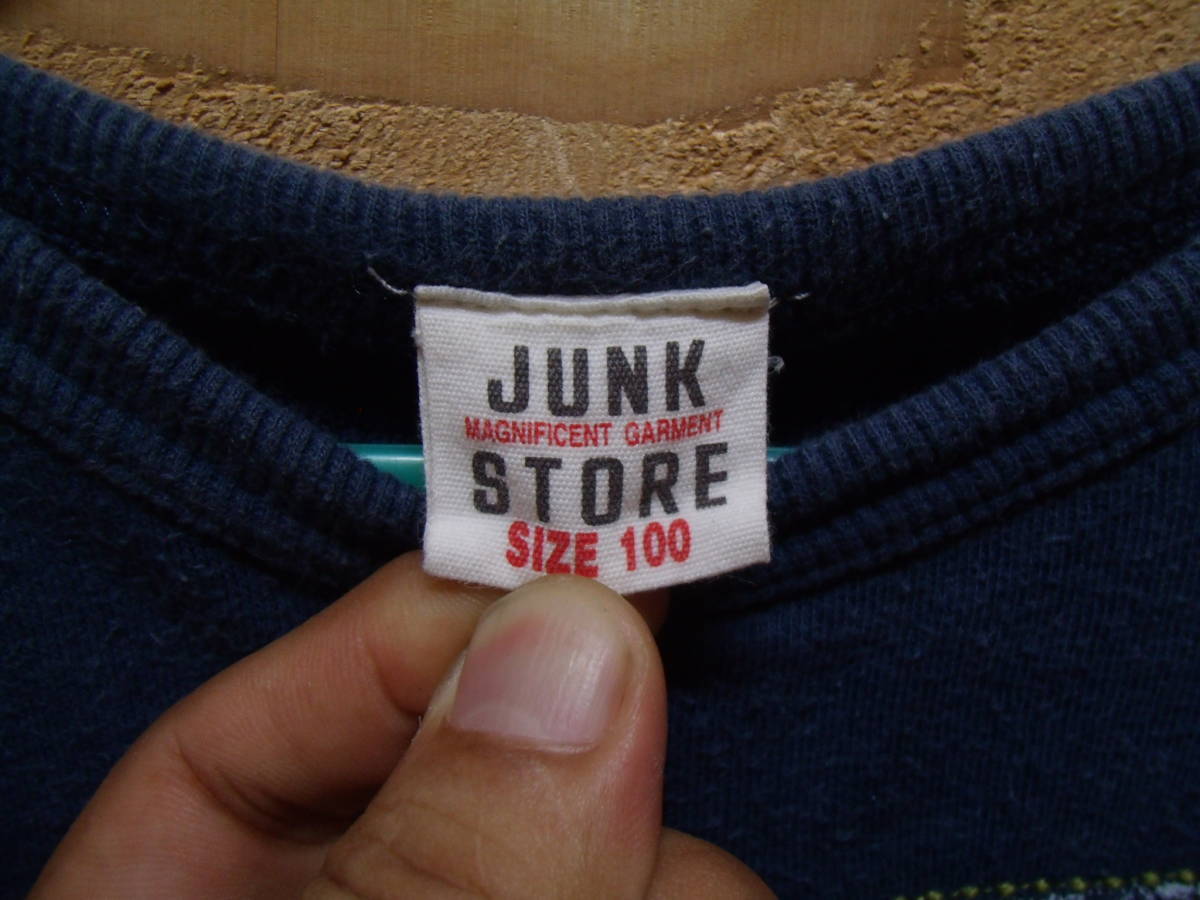 JUNK
MAGNIFICENT GARMENT
STORE
SIZE 100